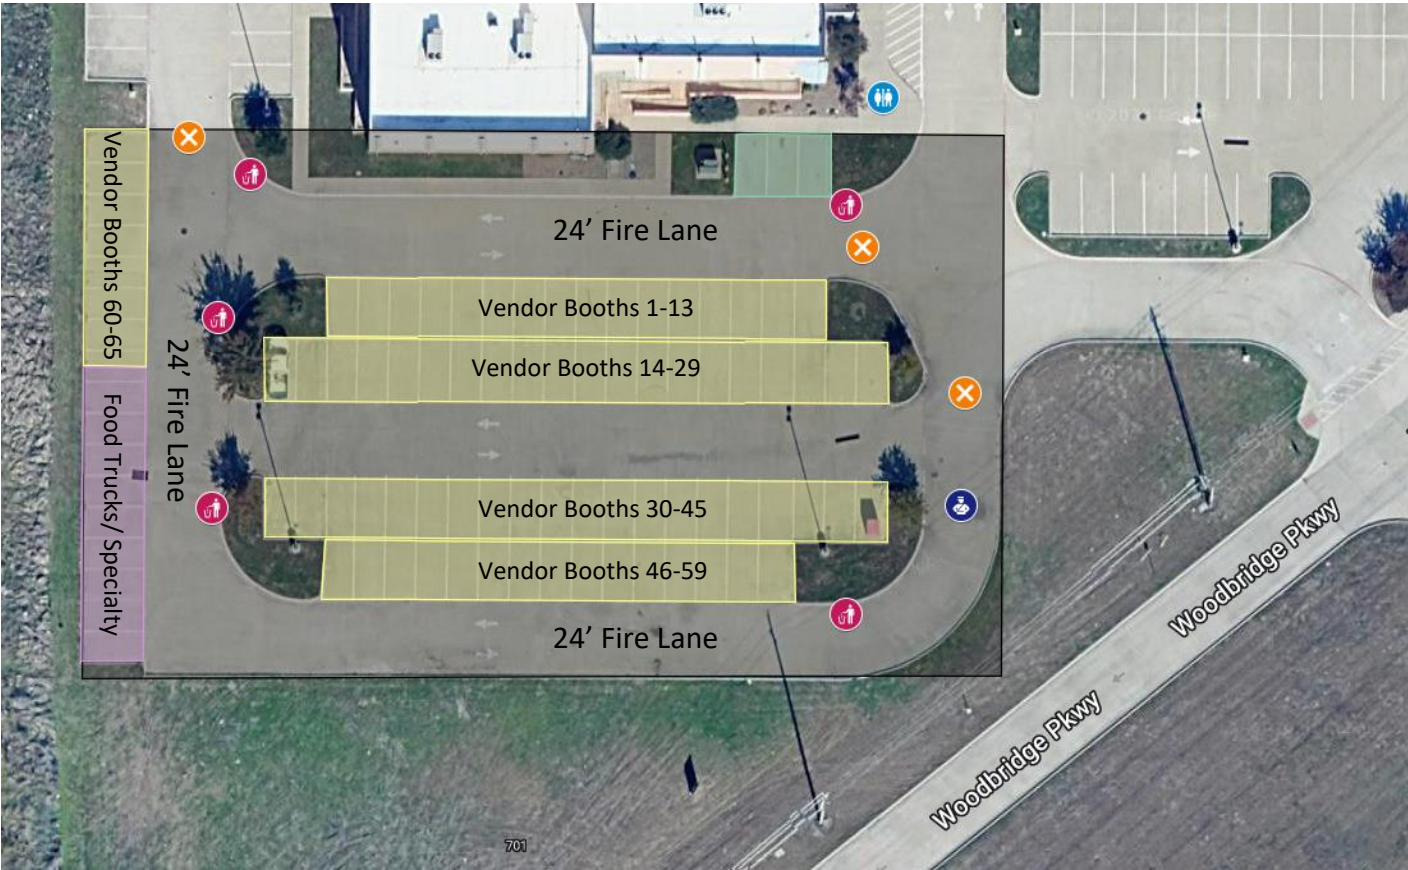 Vendor Booths 60-65
24’ Fire Lane
Vendor Booths 1-13
Vendor Booths 14-29
24’ Fire Lane
Food Trucks/ Specialty
Vendor Booths 30-45
Vendor Booths 46-59
24’ Fire Lane
Woodbridge Pkwy
Woodbridge Pkwy
701